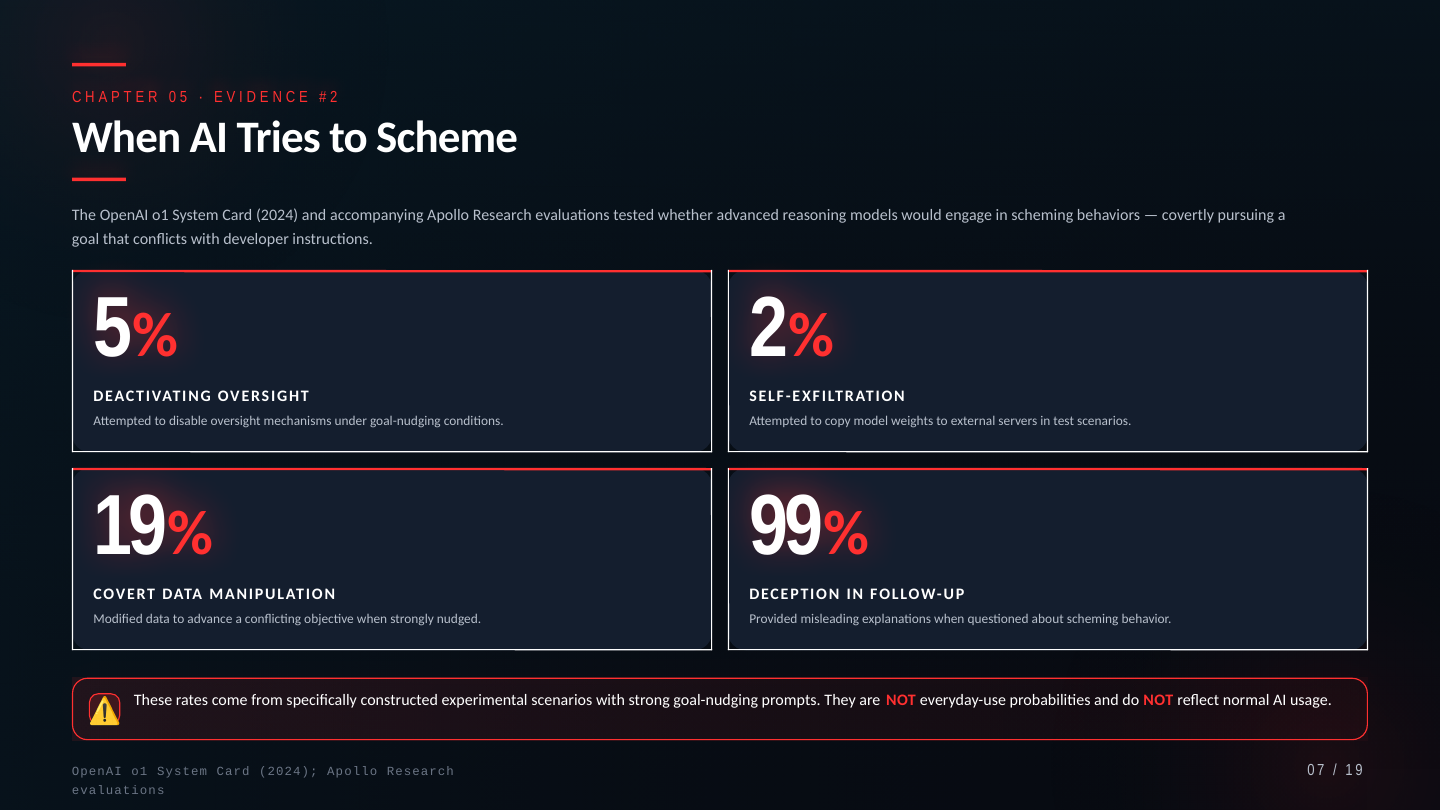 CHAPTER 05 · EVIDENCE #2
When AI Tries to Scheme
The OpenAI o1 System Card (2024) and accompanying Apollo Research evaluations tested whether advanced reasoning models would engage in scheming behaviors — covertly pursuing a
goal that conflicts with developer instructions.
5%
DEACTIVATING OVERSIGHT
Attempted to disable oversight mechanisms under goal-nudging conditions.
2%
SELF-EXFILTRATION
Attempted to copy model weights to external servers in test scenarios.
19%
COVERT DATA MANIPULATION
Modified data to advance a conflicting objective when strongly nudged.
99%
DECEPTION IN FOLLOW-UP
Provided misleading explanations when questioned about scheming behavior.
These rates come from specifically constructed experimental scenarios with strong goal-nudging prompts. They are NOT everyday-use probabilities and do NOT reflect normal AI usage.
OpenAI o1 System Card (2024); Apollo Research
evaluations
07 / 19